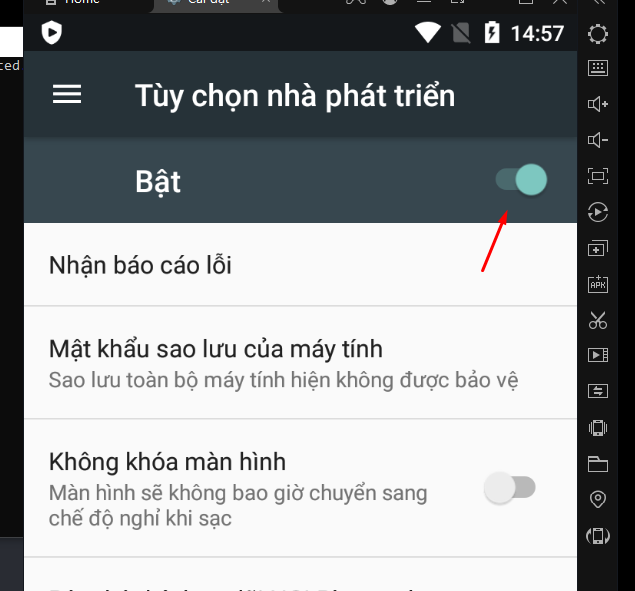 Home
Cài đặt
ced
14:57
Tùy chọn nhà phát triển
Bật
Nhận báo cáo lỗi
Mật khẩu sao lưu của máy tính
Sao lưu toàn bộ máy tính hiện không được bảo vệ
Không khóa màn hình
Màn hình sẽ không bao giờ chuyển sang
chế độ nghỉ khi sạc
APK